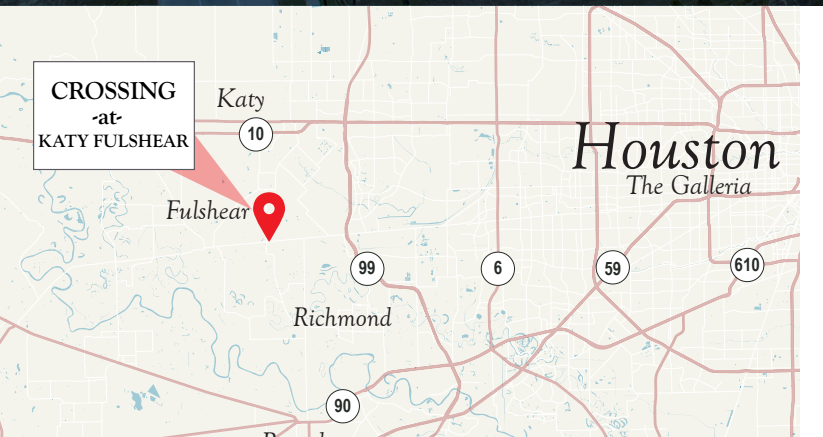 CROSSING
-at-
KATY FULSHEAR
Katy
10
Houston
The Galleria
Fulshear
99
6
59
610
Richmond
90